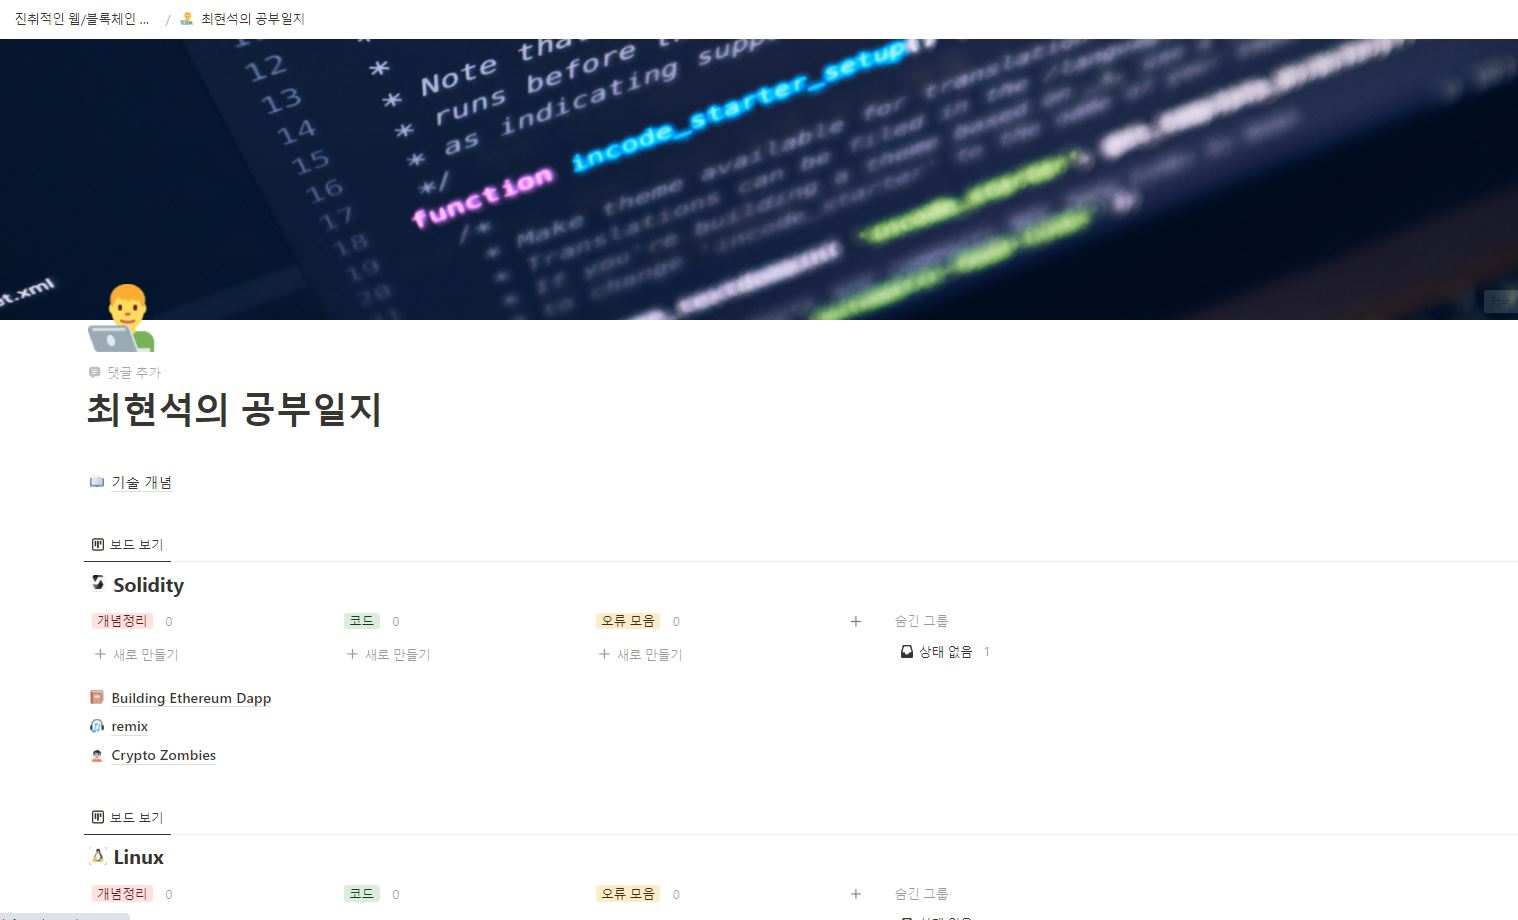 진취적인 웹/블록체인 ... / 최현석의 공부일지
12 * Note that
13 * runs before t
14 * as indicating supp
15 */
16 function incode_starter_setup()
17 /*
18 * Make theme available for translation
19 * Translations can be filed in the /langu
20 * If you're building a theme based on
* to change 'incode_starter' to the name of your
et.xml
댓글 추가
최현석의 공부일지
기술 개념
보드 보기
Solidity
개념정리 0 코드 0 오류 모음 0 + 숨긴 그룹
+ 새로 만들기 + 새로 만들기 + 새로 만들기 상태 없음 1
Building Ethereum Dapp
remix
Crypto Zombies
보드 보기
Linux
개념정리 0 코드 0 오류 모음 0 + 숨긴 그룹